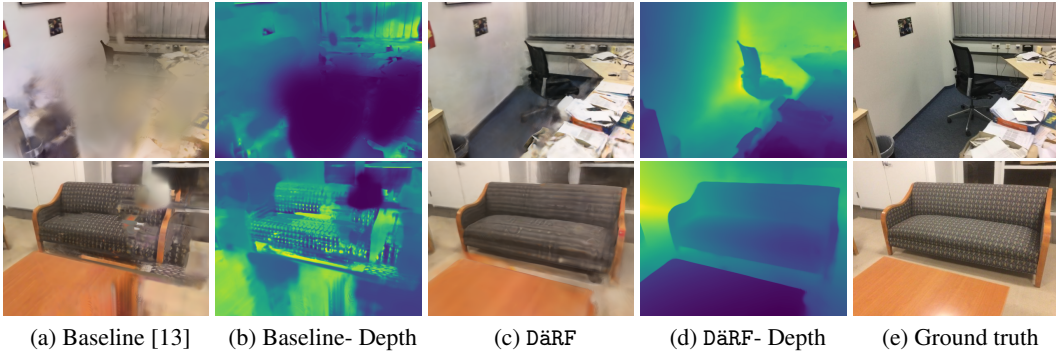 (a) Baseline [13] (b) Baseline- Depth (c) DäRF (d) DäRF- Depth (e) Ground truth